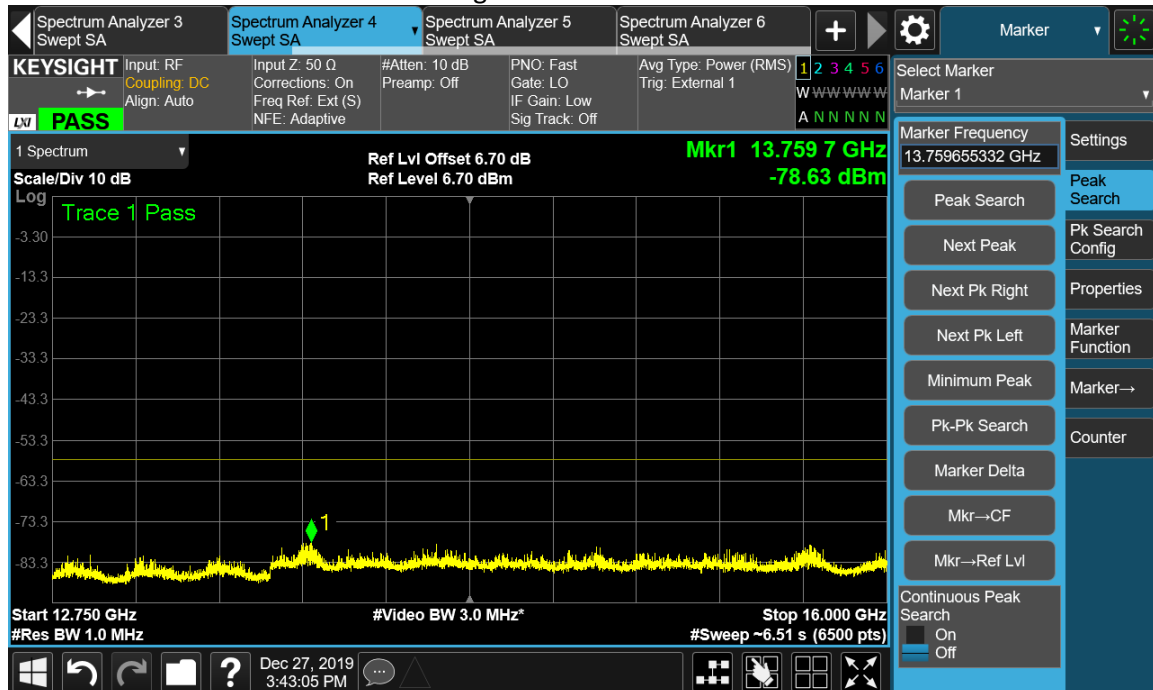 Spectrum Analyzer 3
Swept SA
Spectrum Analyzer 4
Swept SA
Spectrum Analyzer 5
Swept SA
Spectrum Analyzer 6
Swept SA
+
Marker
KEYSIGHT
LXI PASS
Input: RF
Coupling: DC
Align: Auto
Input Z: 50 Ω
Corrections: On
Freq Ref: Ext (S)
NFE: Adaptive
#Atten: 10 dB
Preamp: Off
PNO: Fast
Gate: LO
IF Gain: Low
Sig Track: Off
Avg Type: Power (RMS)
Trig: External 1
1 2 3 4 5 6
W W W W W W
A N N N N N
Select Marker
Marker 1
1 Spectrum
Scale/Div 10 dB
Ref Lvl Offset 6.70 dB
Ref Level 6.70 dBm
Mkr1 13.759 7 GHz
-78.63 dBm
Log
Trace 1 Pass
-3.30
-13.3
-23.3
-33.3
-43.3
-53.3
-63.3
-73.3
-83.3
1
Start 12.750 GHz
#Res BW 1.0 MHz
#Video BW 3.0 MHz*
Stop 16.000 GHz
#Sweep ~6.51 s (6500 pts)
Marker Frequency
13.759655332 GHz
Peak Search
Next Peak
Next Pk Right
Next Pk Left
Minimum Peak
Pk-Pk Search
Marker Delta
Mkr→CF
Mkr→Ref Lvl
Continuous Peak
Search
On
Off
Settings
Peak
Search
Pk Search
Config
Properties
Marker
Function
Marker→
Counter
?
Dec 27, 2019
3:43:05 PM